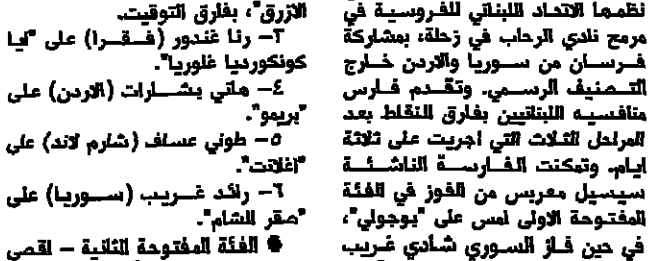 نظمها الاتحاد اللبناني للفروسية في
مرمح نادي الرحاب في زحلة، بمشاركة
فرسان من سوريا والاردن خارج
التصنيف الرسمي. وتقدم فارس
منافسيه اللبنانيين بفارق النقاط بعد
المراحل الثلاث التي اجريت على ثلاثة
ايام. وتمكنت الفارسة الناشئة
سيسيل معربس من الفوز في الفئة
المفتوحة الاولى امس على "بوجولي"،
في حين فاز السوري شادي غريب
الازرق"، بفارق التوقيت.
٣– رنا غندور (فقرا) على "ايا
كونكورديا غلوريا".
٤– هاني بشارات (الاردن) على
"بريمو".
٥– طوني عساف (شارم لاند) على
"اغلانت".
٦– رائد غريب (سوريا) على
"صقر الشام".
● الفئة المفتوحة الثانية – اقصى